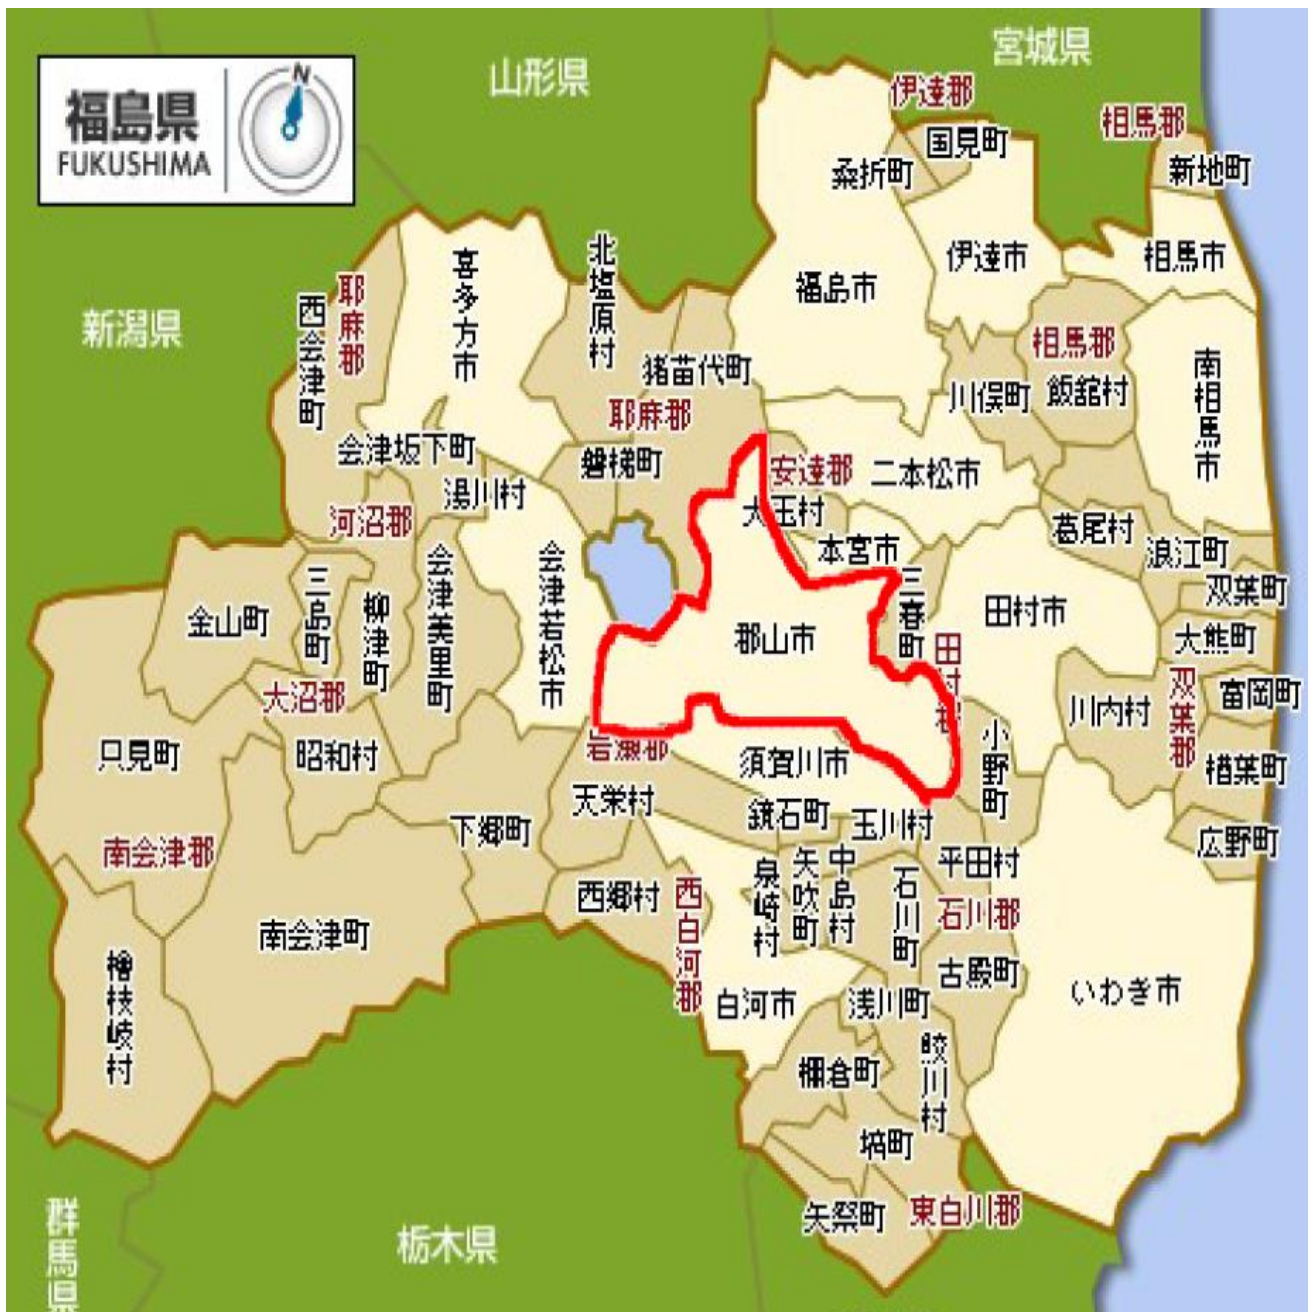 福島県
FUKUSHIMA
N
山形県
宮城県
新潟県
群馬県
栃木県
伊達郡
国見町
桑折町
相馬郡
新地町
相馬市
伊達市
福島市
喜多方市
北塩原村
耶麻郡
西会津町
猪苗代町
耶麻郡
磐梯町
相馬郡
飯舘村
川俣町
南相馬市
会津坂下町
湯川村
河沼郡
安達郡
二本松市
大玉村
本宮市
葛尾村
浪江町
双葉町
大熊町
富岡町
双葉郡
楢葉町
広野町
川内村
田村市
三春町
田村郡
小野町
郡山市
会津若松市
会津美里町
柳津町
三島町
金山町
大沼郡
昭和村
只見町
南会津郡
南会津町
檜枝岐村
下郷町
岩瀬郡
天栄村
須賀川市
鏡石町
玉川村
平田村
石川郡
石川町
古殿町
浅川町
中島村
矢吹町
泉崎村
西郷村
西白河郡
白河市
棚倉町
鮫川村
塙町
矢祭町
東白川郡
いわき市